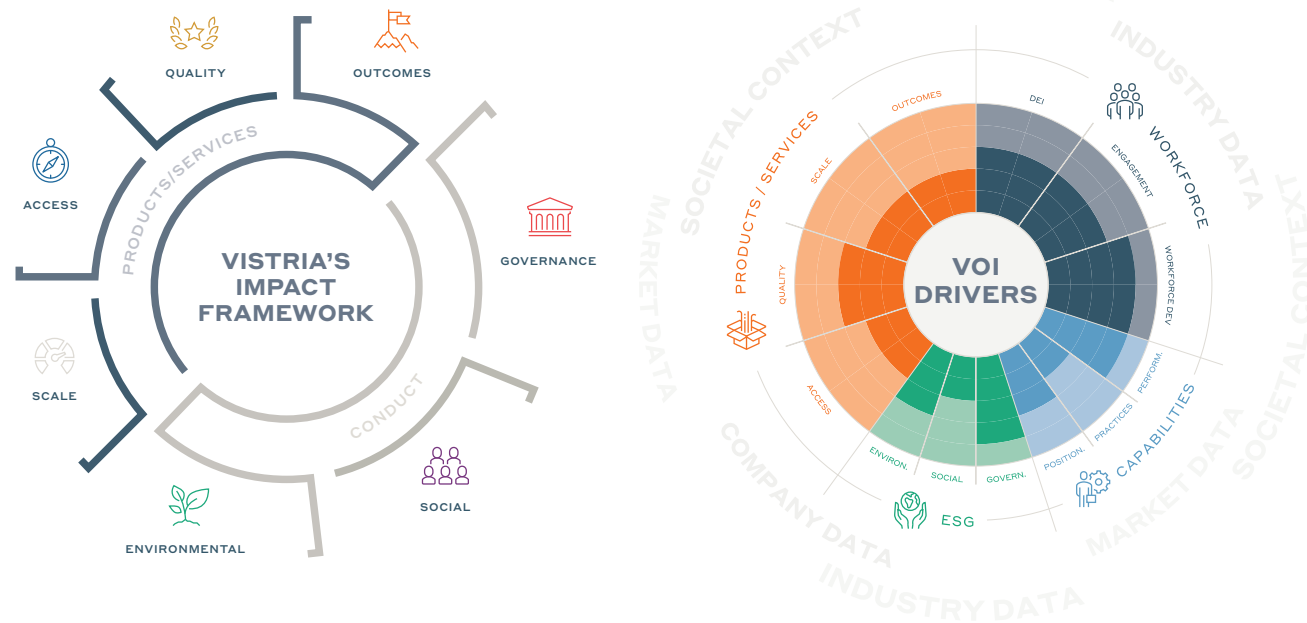 QUALITY
OUTCOMES
ACCESS
PRODUCTS/SERVICES
GOVERNANCE
VISTRIA'S
IMPACT
FRAMEWORK
SCALE
CONDUCT
SOCIAL
ENVIRONMENTAL
SOCIETAL CONTEXT
INDUSTRY DATA
MARKET DATA
SOCIETAL CONTEXT
MARKET DATA
COMPANY DATA
INDUSTRY DATA
PRODUCTS / SERVICES
OUTCOMES
SCALE
QUALITY
ACCESS
WORKFORCE
DEI
ENGAGEMENT
WORKFORCE DEV
VOI
DRIVERS
CAPABILITIES
PERFORM.
PRACTICES
POSITION.
ESG
GOVERN.
SOCIAL
ENVIRON.